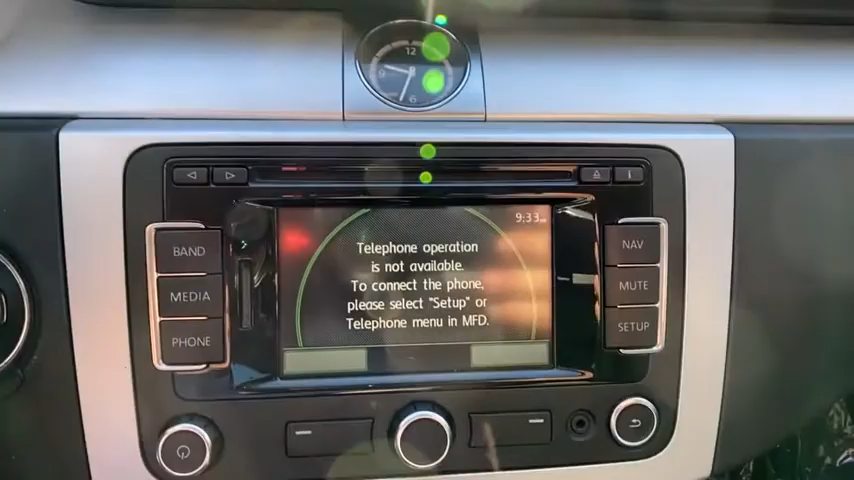 12
9
6
9:33
BAND
MEDIA
PHONE
Telephone operation
is not available.
To connect the phone,
please select "Setup" or
Telephone menu in MFD.
NAV
MUTE
SETUP